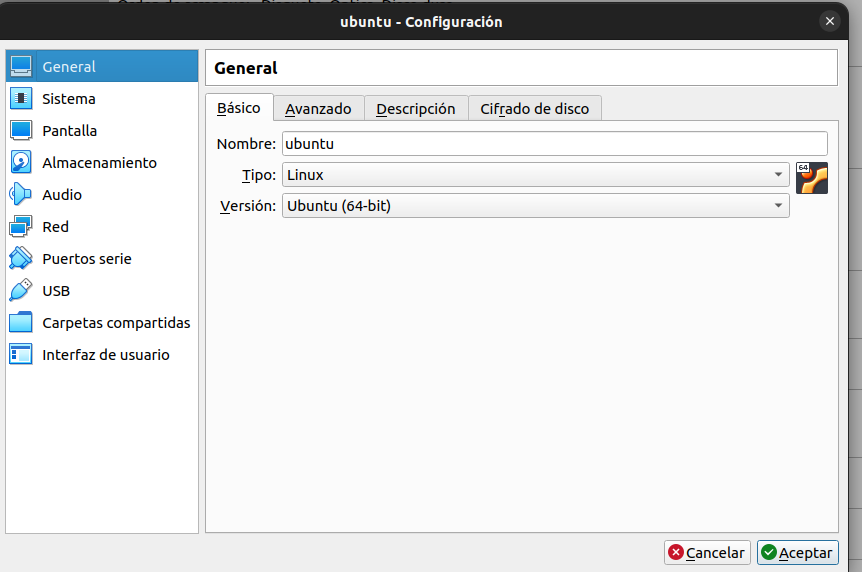 ubuntu - Configuración
General
Sistema
Pantalla
Almacenamiento
Audio
Red
Puertos serie
USB
Carpetas compartidas
Interfaz de usuario
General
Básico Avanzado Descripción Cifrado de disco
Nombre: ubuntu
Tipo: Linux
64
Versión: Ubuntu (64-bit)
Cancelar Aceptar